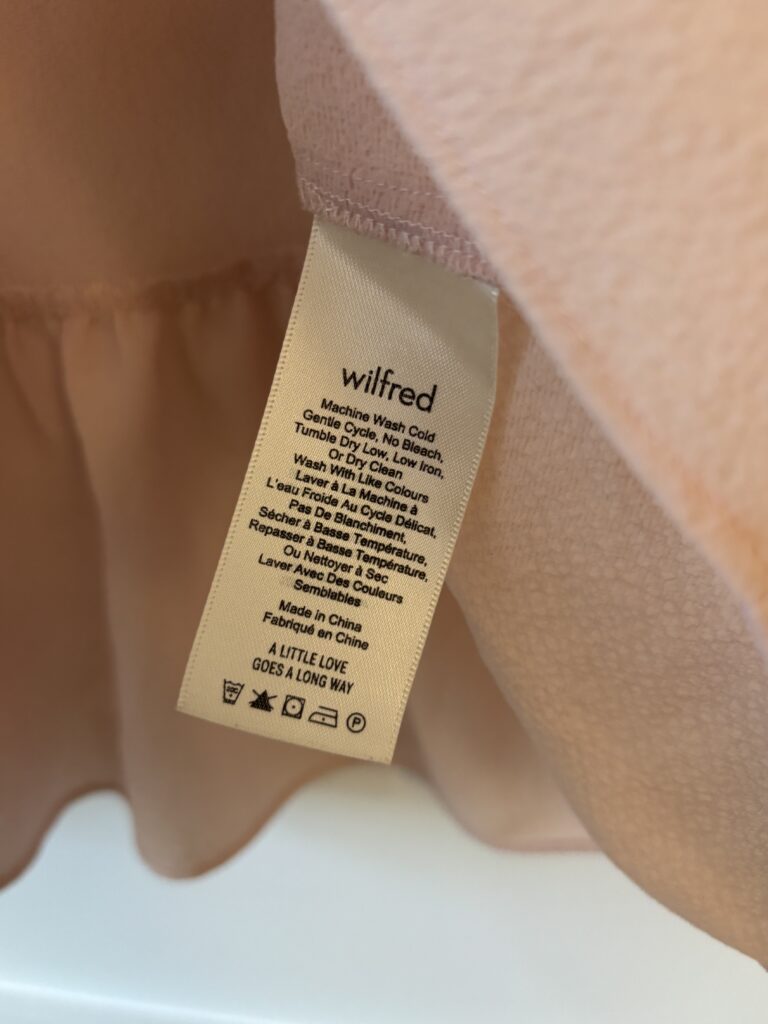 wilfred
Machine Wash Cold
Gentle Cycle, No Bleach,
Tumble Dry Low, Low Iron,
Or Dry Clean
Wash With Like Colours
Laver à La Machine à
L'eau Froide Au Cycle Délicat,
Pas De Blanchiment,
Sécher à Basse Température,
Repasser à Basse Température,
Ou Nettoyer à Sec
Laver Avec Des Couleurs
Semblables
Made in China
Fabriqué en Chine
A LITTLE LOVE
GOES A LONG WAY
P